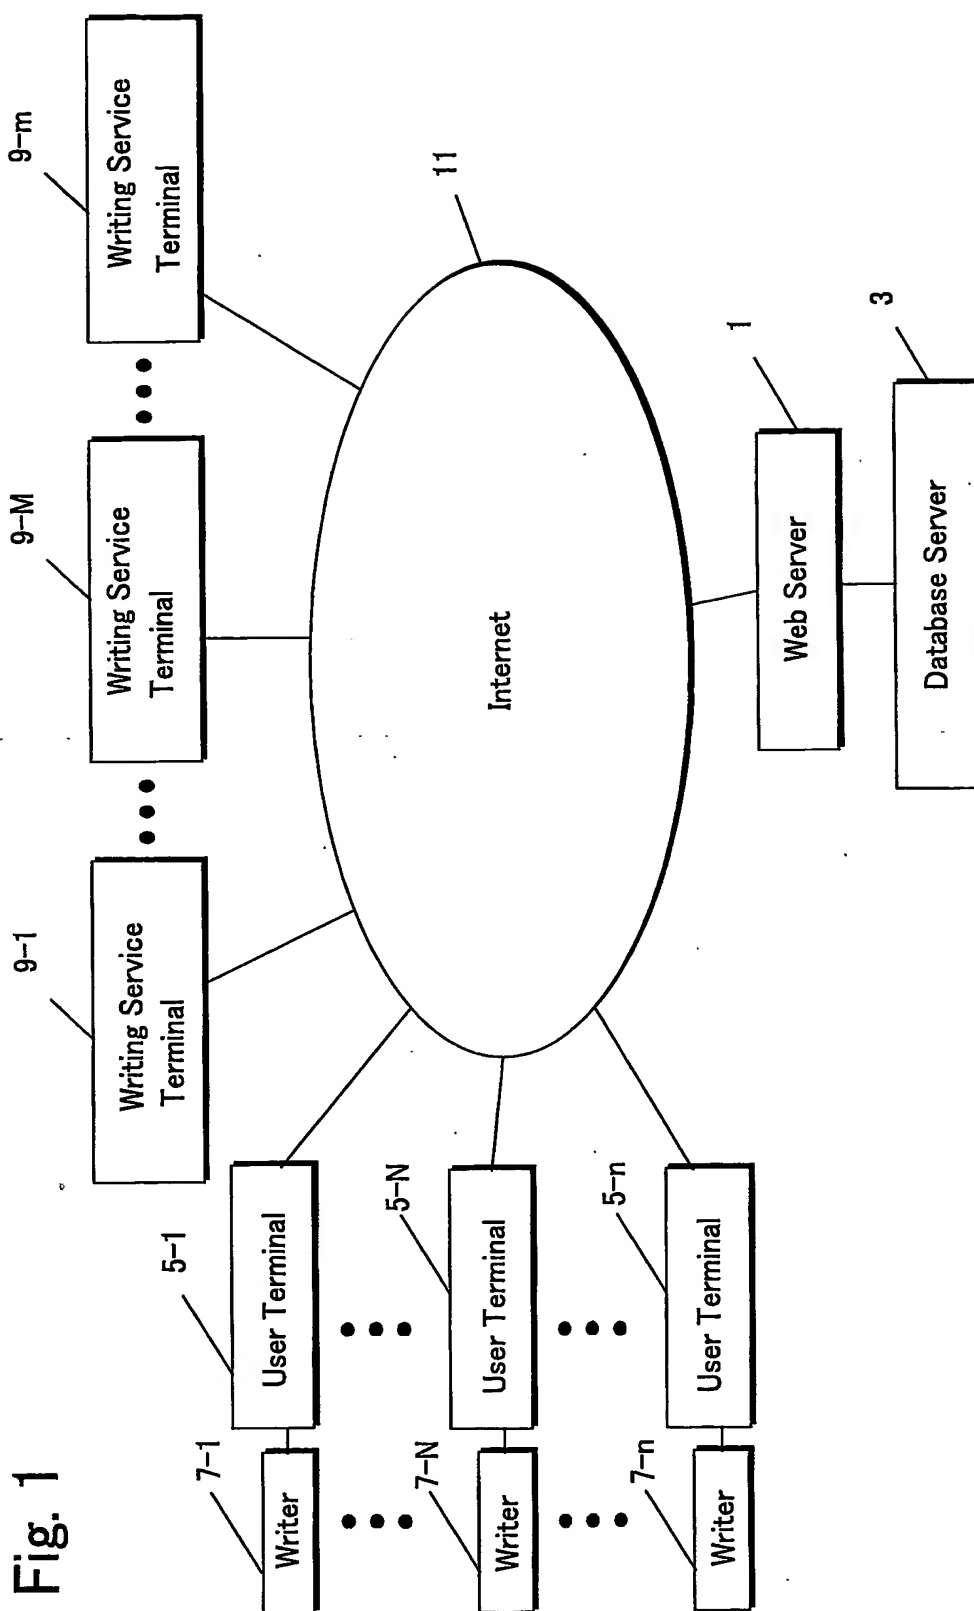 Fig. 1
9-1
9-M
9-m
Writing Service
Terminal
Writing Service
Terminal
Writing Service
Terminal
5-1
7-1
Writer
User Terminal
11
Internet
5-N
7-N
Writer
User Terminal
5-n
7-n
Writer
User Terminal
1
Web Server
3
Database Server